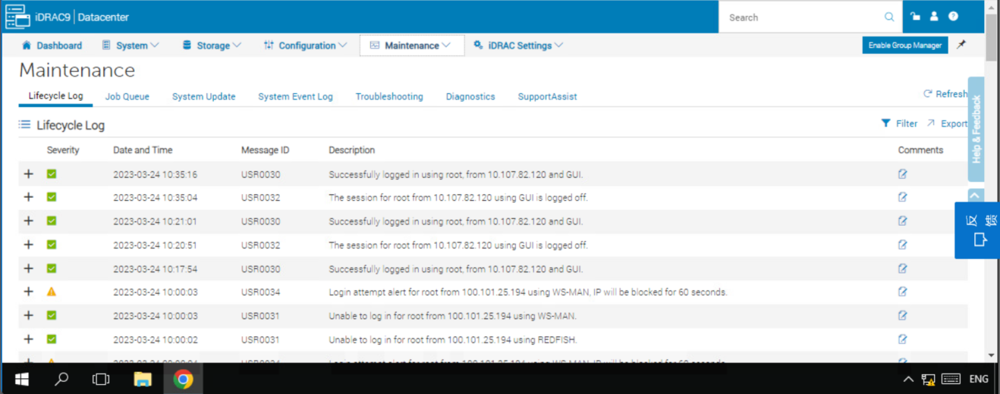 iDRAC9 | Datacenter
Search
Dashboard System Storage Configuration Maintenance iDRAC Settings Enable Group Manager
Maintenance
Lifecycle Log Job Queue System Update System Event Log Troubleshooting Diagnostics SupportAssist
Refresh
Help & Feedback
Lifecycle Log
Filter Export
Severity Date and Time Message ID Description Comments
+ 2023-03-24 10:35:16 USR0030 Successfully logged in using root, from 10.107.82.120 and GUI.
+ 2023-03-24 10:35:04 USR0032 The session for root from 10.107.82.120 using GUI is logged off.
+ 2023-03-24 10:21:01 USR0030 Successfully logged in using root, from 10.107.82.120 and GUI.
+ 2023-03-24 10:20:51 USR0032 The session for root from 10.107.82.120 using GUI is logged off.
+ 2023-03-24 10:17:54 USR0030 Successfully logged in using root, from 10.107.82.120 and GUI.
+ 2023-03-24 10:00:03 USR0034 Login attempt alert for root from 100.101.25.194 using WS-MAN, IP will be blocked for 60 seconds.
+ 2023-03-24 10:00:03 USR0031 Unable to log in for root from 100.101.25.194 using WS-MAN.
+ 2023-03-24 10:00:02 USR0031 Unable to log in for root from 100.101.25.194 using REDFISH.
ENG